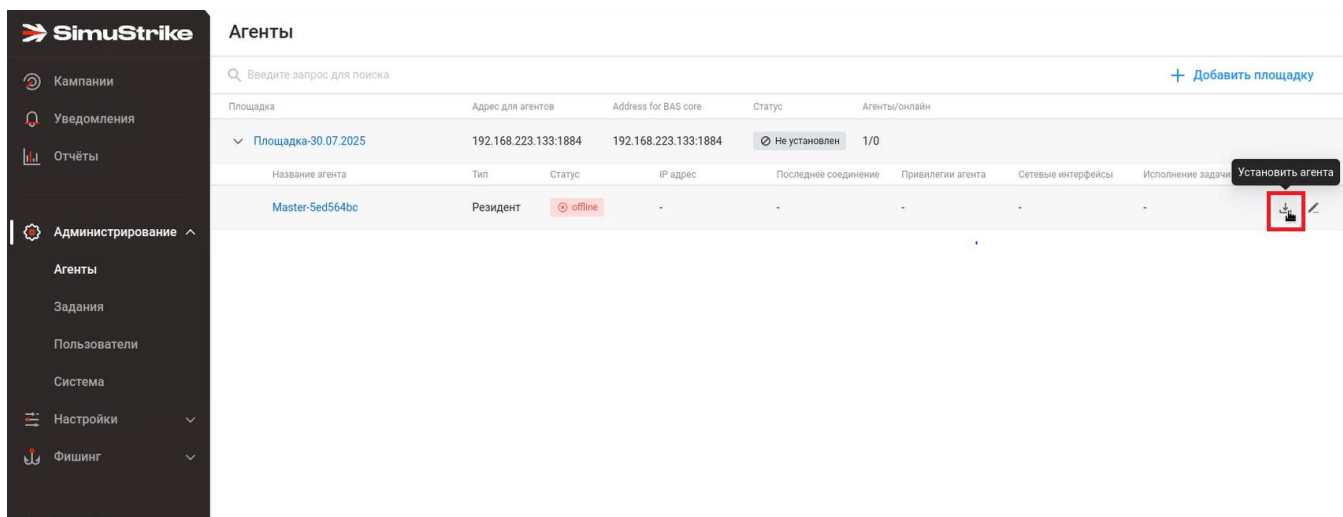 SimuStrike
Агенты
Кампании
Введите запрос для поиска
Добавить площадку
Уведомления
Площадка
Адрес для агентов
Address for BAS core
Статус
Агенты/онлайн
Площадка-30.07.2025
192.168.223.133:1884
192.168.223.133:1884
Не установлен
1/0
Отчёты
Название агента
Тип
Статус
IP адрес
Последнее соединение
Привилегии агента
Сетевые интерфейсы
Исполнение задачи
Установить агента
Master-5ed564bc
Резидент
offline
-
-
-
-
-
Администрирование
Агенты
Задания
Пользователи
Система
Настройки
Фишинг